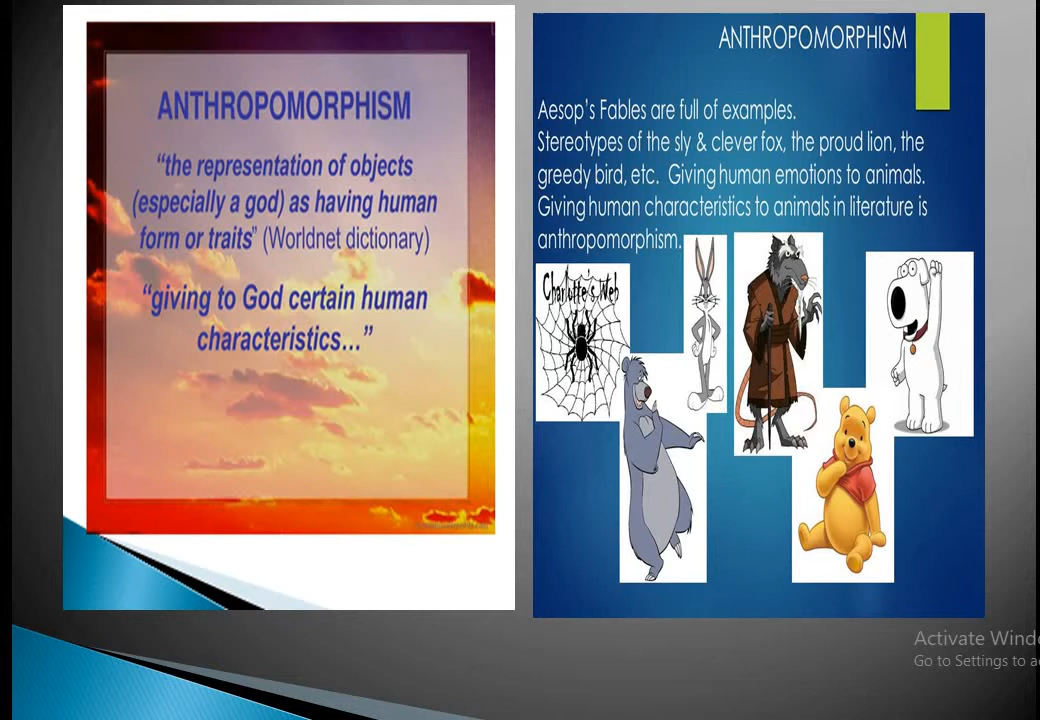 ANTHROPOMORPHISM
“the representation of objects
(especially a god) as having human
form or traits” (Worldnet dictionary)
“giving to God certain human
characteristics…”
ANTHROPOMORPHISM
Aesop's Fables are full of examples.
Stereotypes of the sly & clever fox, the proud lion, the
greedy bird, etc. Giving human emotions to animals.
Giving human characteristics to animals in literature is
anthropomorphism.
Charlotte's Web
Activate Windo
Go to Settings to a